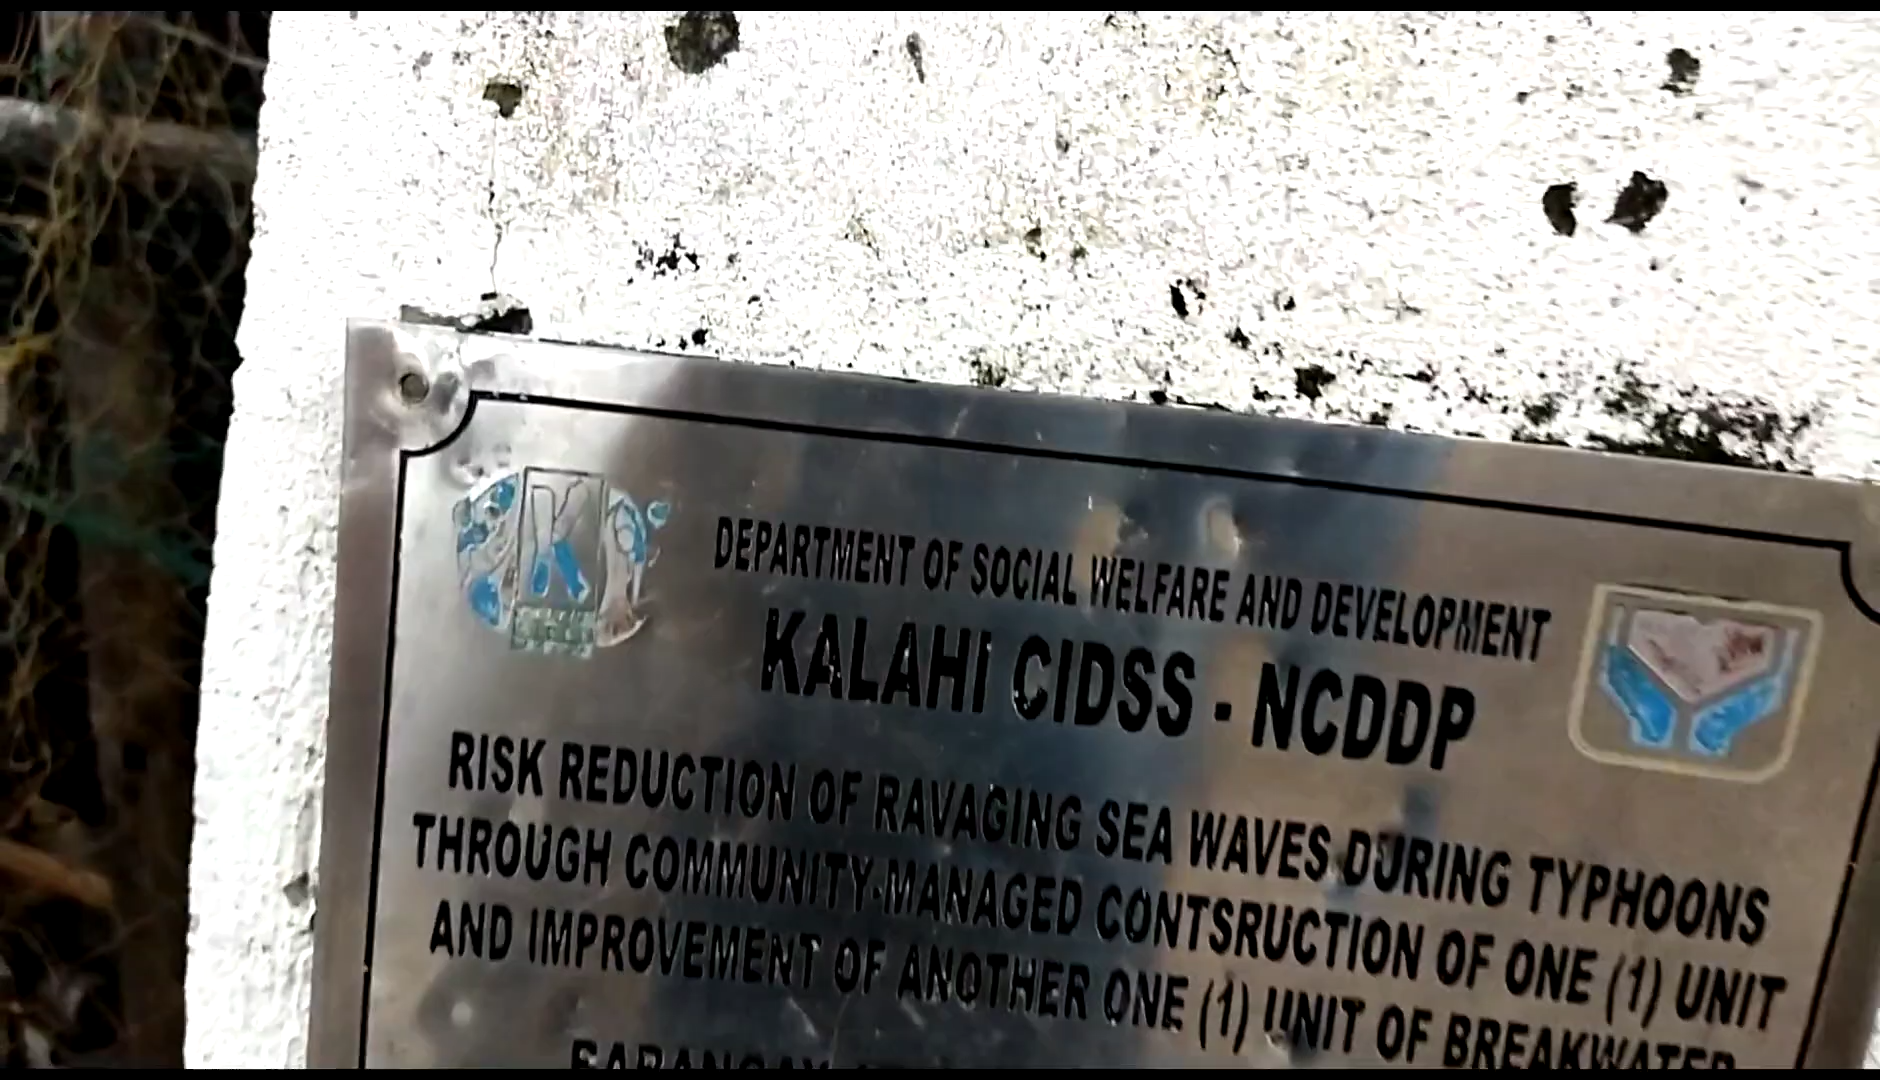 DEPARTMENT OF SOCIAL WELFARE AND DEVELOPMENT
KALAHI CIDSS - NCDDP
RISK REDUCTION OF RAVAGING SEA WAVES DURING TYPHOONS
THROUGH COMMUNITY-MANAGED CONTSRUCTION OF ONE (1) UNIT
AND IMPROVEMENT OF ANOTHER ONE (1) UNIT OF BREAKWATER